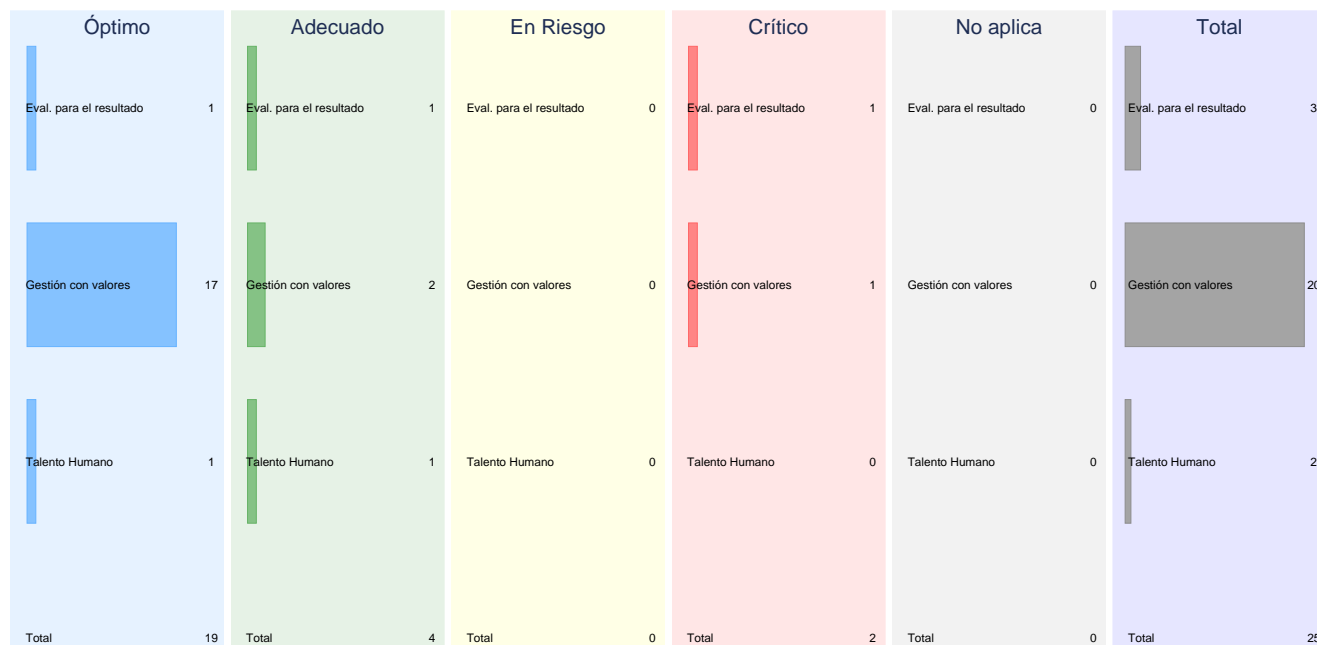 Óptimo Adecuado En Riesgo Crítico No aplica Total
Eval. para el resultado 1 Eval. para el resultado 1 Eval. para el resultado 0 Eval. para el resultado 1 Eval. para el resultado 0 Eval. para el resultado 3
Gestión con valores 17 Gestión con valores 2 Gestión con valores 0 Gestión con valores 1 Gestión con valores 0 Gestión con valores 20
Talento Humano 1 Talento Humano 1 Talento Humano 0 Talento Humano 0 Talento Humano 0 Talento Humano 2
Total 19 Total 4 Total 0 Total 2 Total 0 Total 25